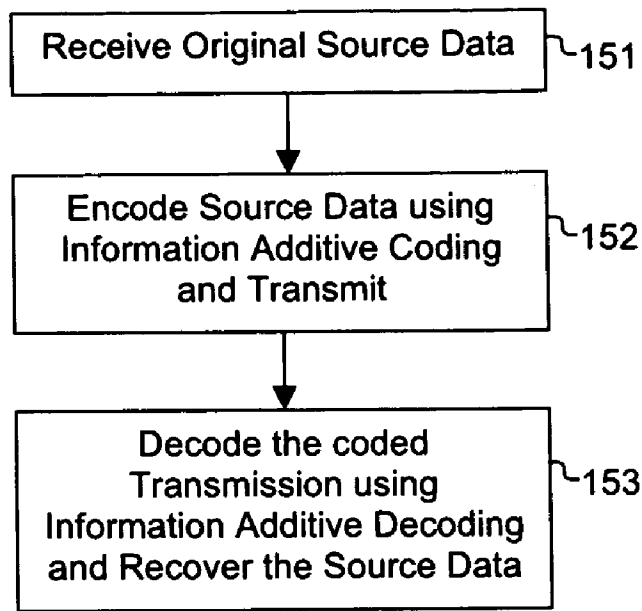 Receive Original Source Data
151
Encode Source Data using
Information Additive Coding
and Transmit
152
Decode the coded
Transmission using
Information Additive Decoding
and Recover the Source Data
153